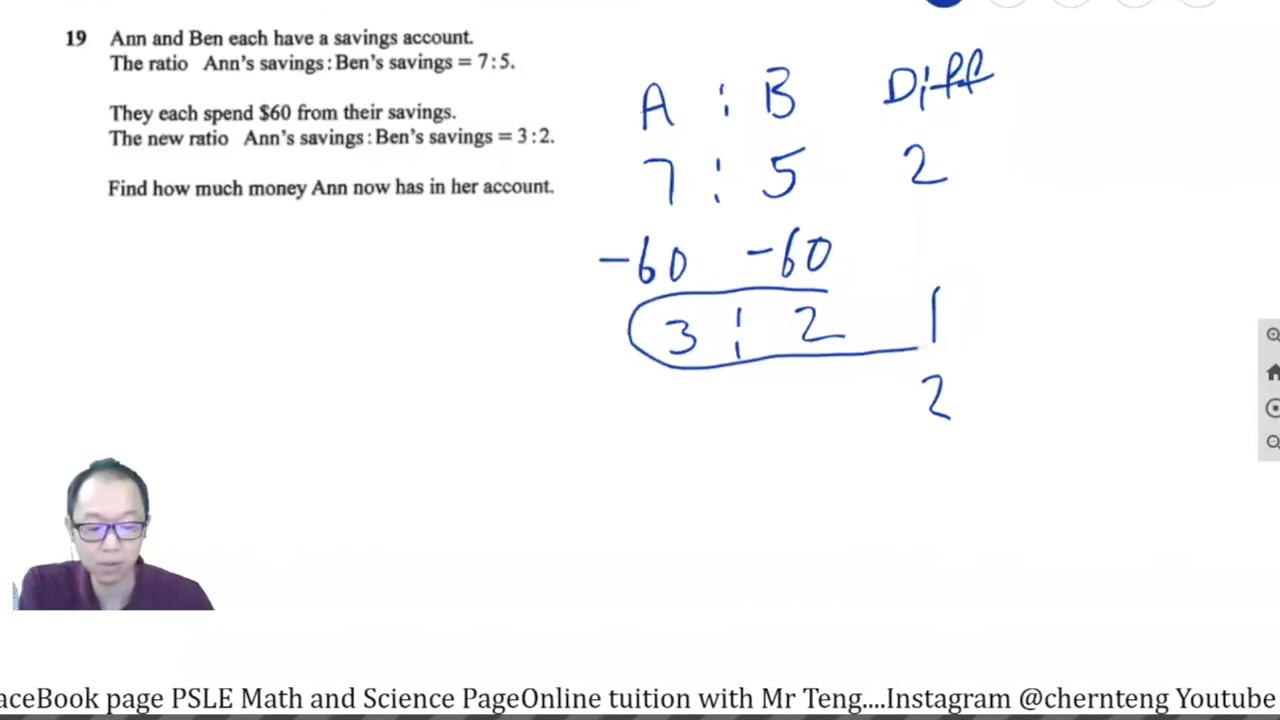 19 Ann and Ben each have a savings account.
The ratio Ann's savings : Ben's savings = 7 : 5.
They each spend $60 from their savings.
The new ratio Ann's savings : Ben's savings = 3 : 2.
Find how much money Ann now has in her account.
A : B Diff
7 : 5 2
-60 -60
3 : 2 1
2
aceBook page PSLE Math and Science PageOnline tuition with Mr Teng....Instagram @chernteng Youtube